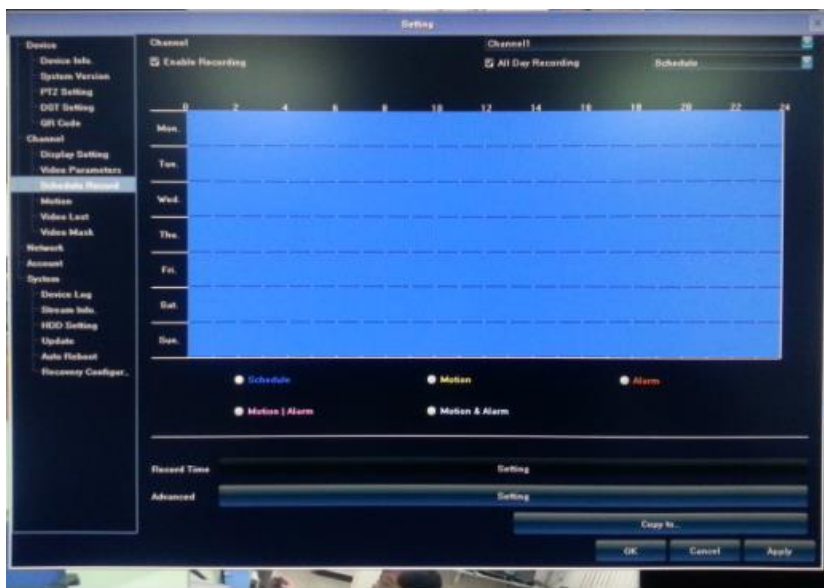 Setting
Device
Device Info.
System Version
PTZ Setting
DST Setting
QR Code
Channel
Display Setting
Video Parameters
Schedule Record
Motion
Video Lost
Video Mask
Network
Account
System
Device Log
Stream Info.
HDD Setting
Update
Auto Reboot
Recovery Configur..
Channel Channel1
Enable Recording All Day Recording Schedule
0 2 4 6 8 10 12 14 16 18 20 22 24
Mon.
Tue.
Wed.
Thu.
Fri.
Sat.
Sun.
Schedule Motion Alarm
Motion | Alarm Motion & Alarm
Record Time Setting
Advanced Setting
Copy to..
OK Cancel Apply